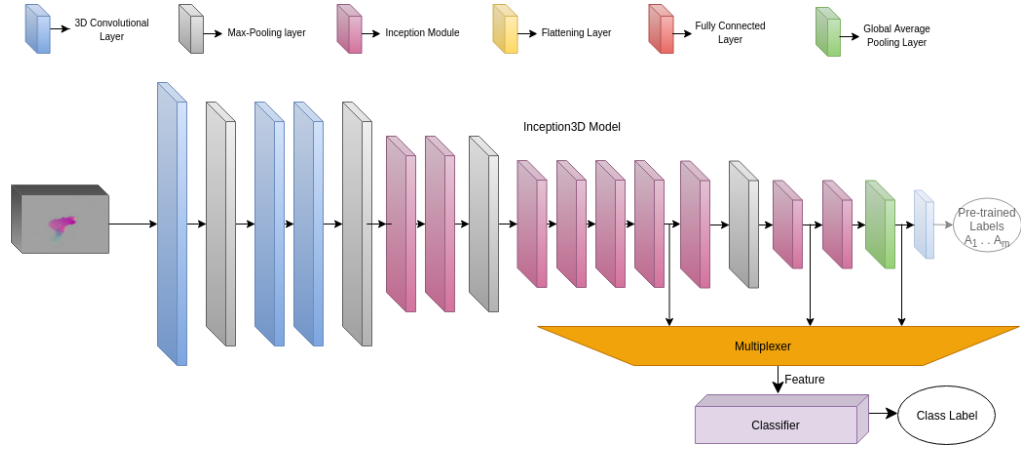 3D Convolutional
Layer
Max-Pooling layer
Inception Module
Flattening Layer
Fully Connected
Layer
Global Average
Pooling Layer
Inception3D Model
Pre-trained
Labels
A1 . . Am
Multiplexer
Feature
Classifier
Class Label